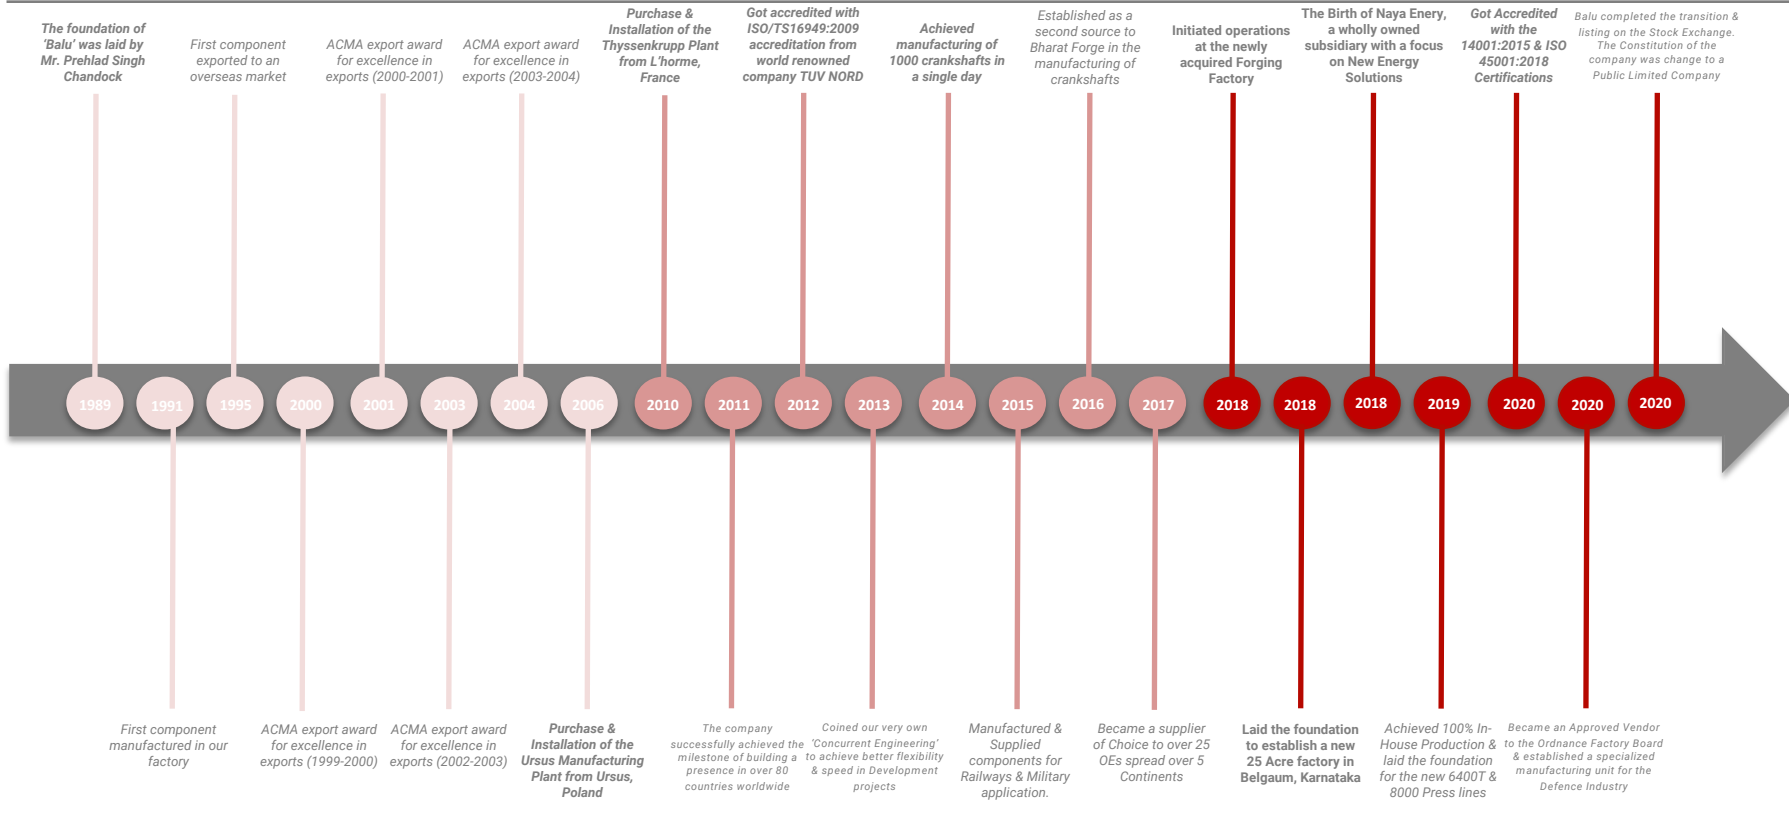 The foundation of
'Balu' was laid by
Mr. Prehlad Singh
Chandock
First component
exported to an
overseas market
ACMA export award
for excellence in
exports (2000-2001)
ACMA export award
for excellence in
exports (2003-2004)
Purchase &
Installation of the
Thyssenkrupp Plant
from L'horme,
France
Got accredited with
ISO/TS16949:2009
accreditation from
world renowned
company TUV NORD
Achieved
manufacturing of
1000 crankshafts in
a single day
Established as a
second source to
Bharat Forge in the
manufacturing of
crankshafts
Initiated operations
at the newly
acquired Forging
Factory
The Birth of Naya Enery,
a wholly owned
subsidiary with a focus
on New Energy
Solutions
Got Accredited
with the
14001:2015 & ISO
45001:2018
Certifications
Balu completed the transition &
listing on the Stock Exchange.
The Constitution of the
company was change to a
Public Limited Company
1989 1991 1995 2000 2001 2003 2004 2006 2010 2011 2012 2013 2014 2015 2016 2017 2018 2018 2018 2019 2020 2020 2020
First component
manufactured in our
factory
ACMA export award
for excellence in
exports (1999-2000)
ACMA export award
for excellence in
exports (2002-2003)
Purchase &
Installation of the
Ursus Manufacturing
Plant from Ursus,
Poland
The company
successfully achieved the
milestone of building a
presence in over 80
countries worldwide
Coined our very own
'Concurrent Engineering'
to achieve better flexibility
& speed in Development
projects
Manufactured &
Supplied
components for
Railways & Military
application.
Became a supplier
of Choice to over 25
OEs spread over 5
Continents
Laid the foundation
to establish a new
25 Acre factory in
Belgaum, Karnataka
Achieved 100% In-
House Production &
laid the foundation
for the new 6400T &
8000 Press lines
Became an Approved Vendor
to the Ordnance Factory Board
& established a specialized
manufacturing unit for the
Defence Industry